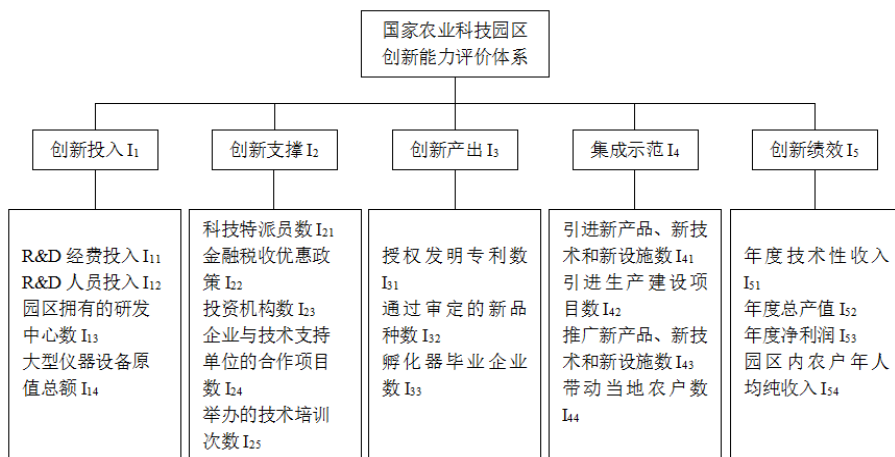 国家农业科技园区
创新能力评价体系
创新投入 I₁
创新支撑 I₂
创新产出 I₃
集成示范 I₄
创新绩效 I₅
R&D 经费投入 I₁₁
R&D 人员投入 I₁₂
园区拥有的研发
中心数 I₁₃
大型仪器设备原
值总额 I₁₄
科技特派员数 I₂₁
金融税收优惠政
策 I₂₂
投资机构数 I₂₃
企业与技术支持
单位的合作项目
数 I₂₄
举办的技术培训
次数 I₂₅
授权发明专利数
I₃₁
通过审定的新品
种数 I₃₂
孵化器毕业企业
数 I₃₃
引进新产品、新技
术和新设施数 I₄₁
引进生产建设项
目数 I₄₂
推广新产品、新技
术和新设施数 I₄₃
带动当地农户数
I₄₄
年度技术性收入
I₅₁
年度总产值 I₅₂
年度净利润 I₅₃
园区内农户年人
均纯收入 I₅₄